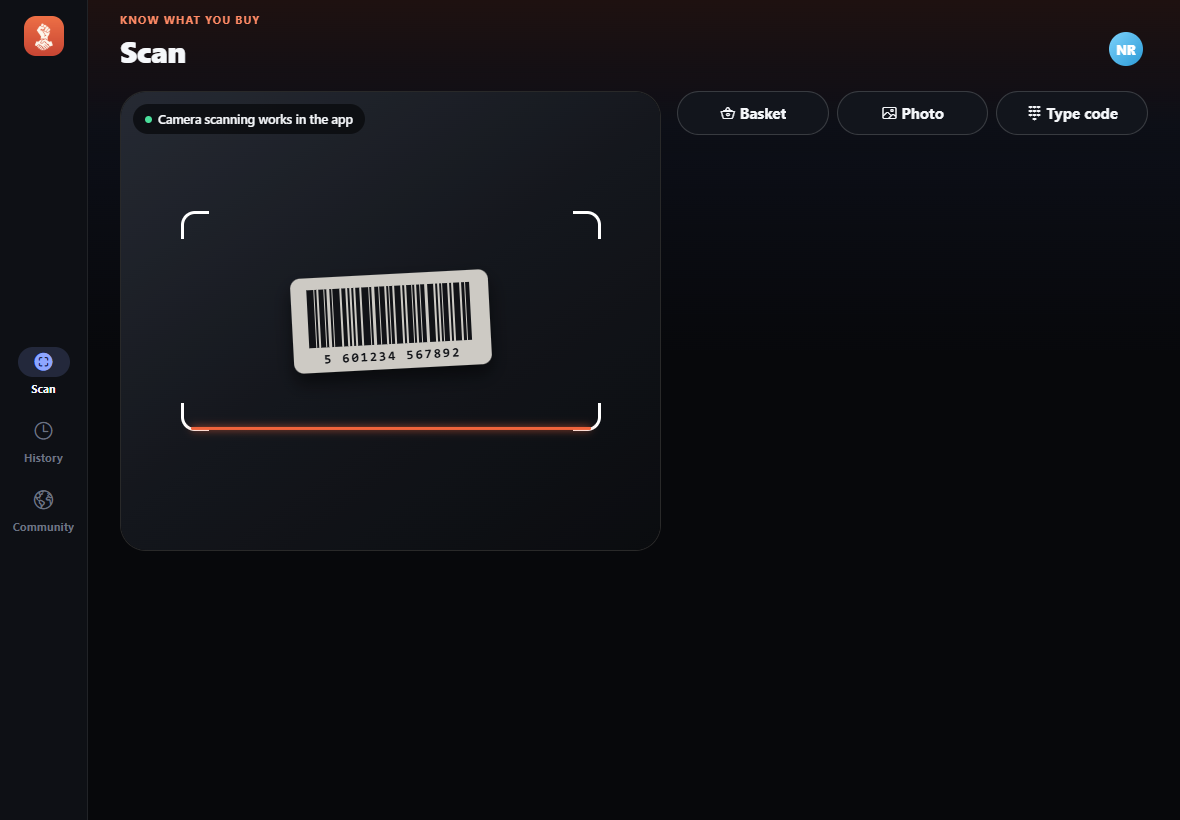 KNOW WHAT YOU BUY
Scan
NR
Camera scanning works in the app
Basket
Photo
Type code
5 601234 567892
Scan
History
Community